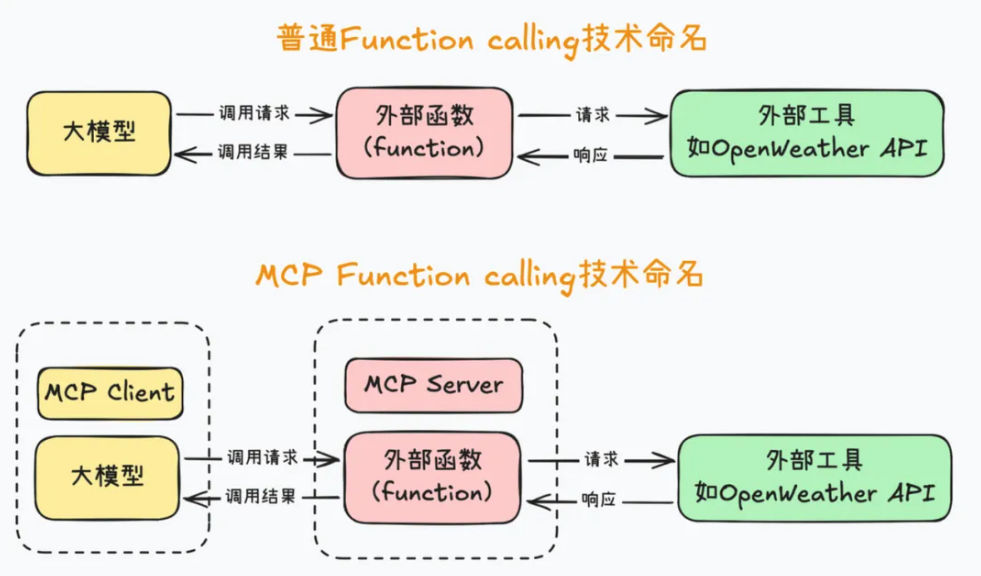 普通Function calling技术命名
大模型
调用请求
调用结果
外部函数
(function)
请求
响应
外部工具
如OpenWeather API
MCP Function calling技术命名
MCP Client
大模型
调用请求
调用结果
MCP Server
外部函数
(function)
请求
响应
外部工具
如OpenWeather API